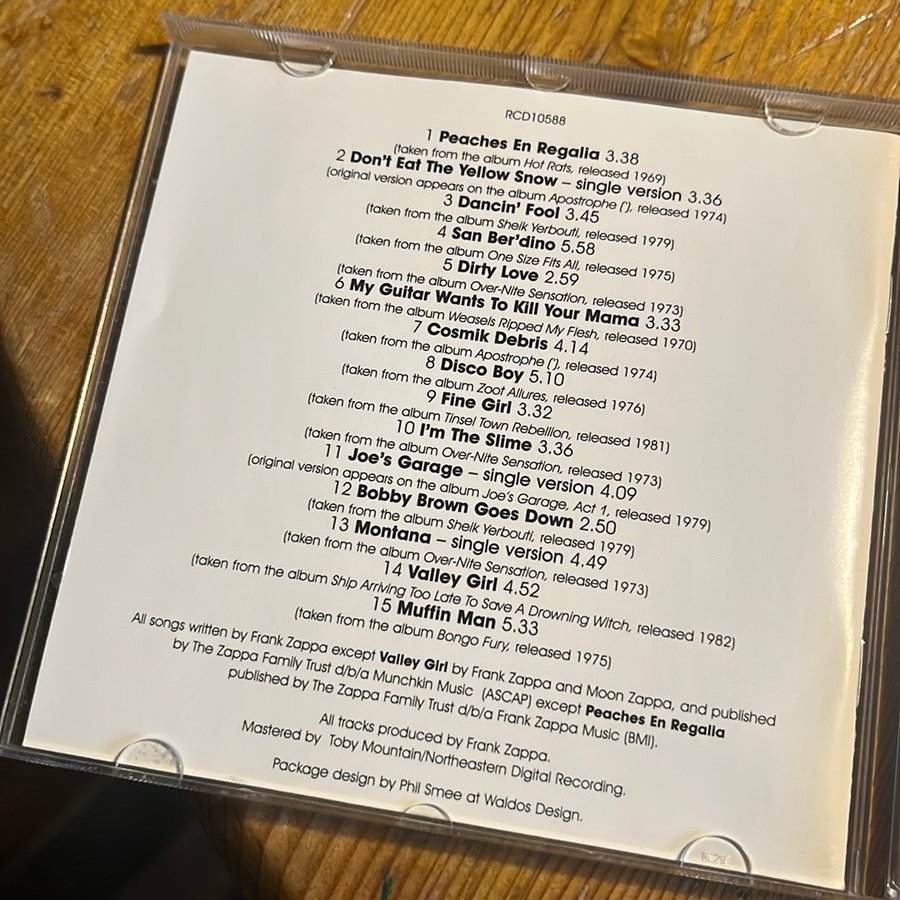 RCD10588
1 Peaches En Regalia 3.38
(taken from the album Hot Rats, released 1969)
2 Don't Eat The Yellow Snow – single version 3.36
(original version appears on the album Apostrophe ('), released 1974)
3 Dancin' Fool 3.45
(taken from the album Sheik Yerbouti, released 1979)
4 San Ber'dino 5.58
(taken from the album One Size Fits All, released 1975)
5 Dirty Love 2.59
(taken from the album Over-Nite Sensation, released 1973)
6 My Guitar Wants To Kill Your Mama 3.33
(taken from the album Weasels Ripped My Flesh, released 1970)
7 Cosmik Debris 4.14
(taken from the album Apostrophe ('), released 1974)
8 Disco Boy 5.10
(taken from the album Zoot Allures, released 1976)
9 Fine Girl 3.32
(taken from the album Tinsel Town Rebellion, released 1981)
10 I'm The Slime 3.36
(taken from the album Over-Nite Sensation, released 1973)
11 Joe's Garage – single version 4.09
(original version appears on the album Joe's Garage, Act 1, released 1979)
12 Bobby Brown Goes Down 2.50
(taken from the album Sheik Yerbouti, released 1979)
13 Montana – single version 4.49
(taken from the album Over-Nite Sensation, released 1973)
14 Valley Girl 4.52
(taken from the album Ship Arriving Too Late To Save A Drowning Witch, released 1982)
15 Muffin Man 5.33
(taken from the album Bongo Fury, released 1975)
All songs written by Frank Zappa except Valley Girl by Frank Zappa and Moon Zappa, and published
by The Zappa Family Trust d/b/a Munchkin Music (ASCAP) except Peaches En Regalia
published by The Zappa Family Trust d/b/a Frank Zappa Music (BMI).
All tracks produced by Frank Zappa.
Mastered by Toby Mountain/Northeastern Digital Recording.
Package design by Phil Smee at Waldos Design.